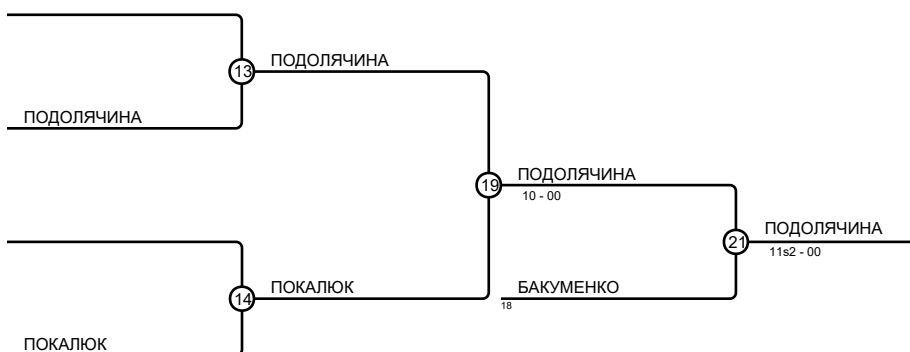 13
ПОДОЛЯЧИНА
ПОДОЛЯЧИНА
19
ПОДОЛЯЧИНА
10 - 00
21
ПОДОЛЯЧИНА
11s2 - 00
14
ПОКАЛЮК
БАКУМЕНКО
18
ПОКАЛЮК